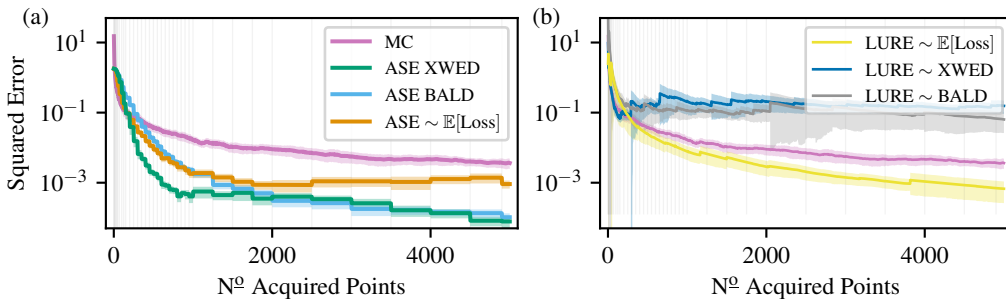 (a)
(b)
Squared Error
10^1
10^-1
10^-3
0
2000
4000
Nº Acquired Points
MC
ASE XWED
ASE BALD
ASE ∼ 𝔼[Loss]
10^1
10^-1
10^-3
0
2000
4000
Nº Acquired Points
LURE ∼ 𝔼[Loss]
LURE ∼ XWED
LURE ∼ BALD